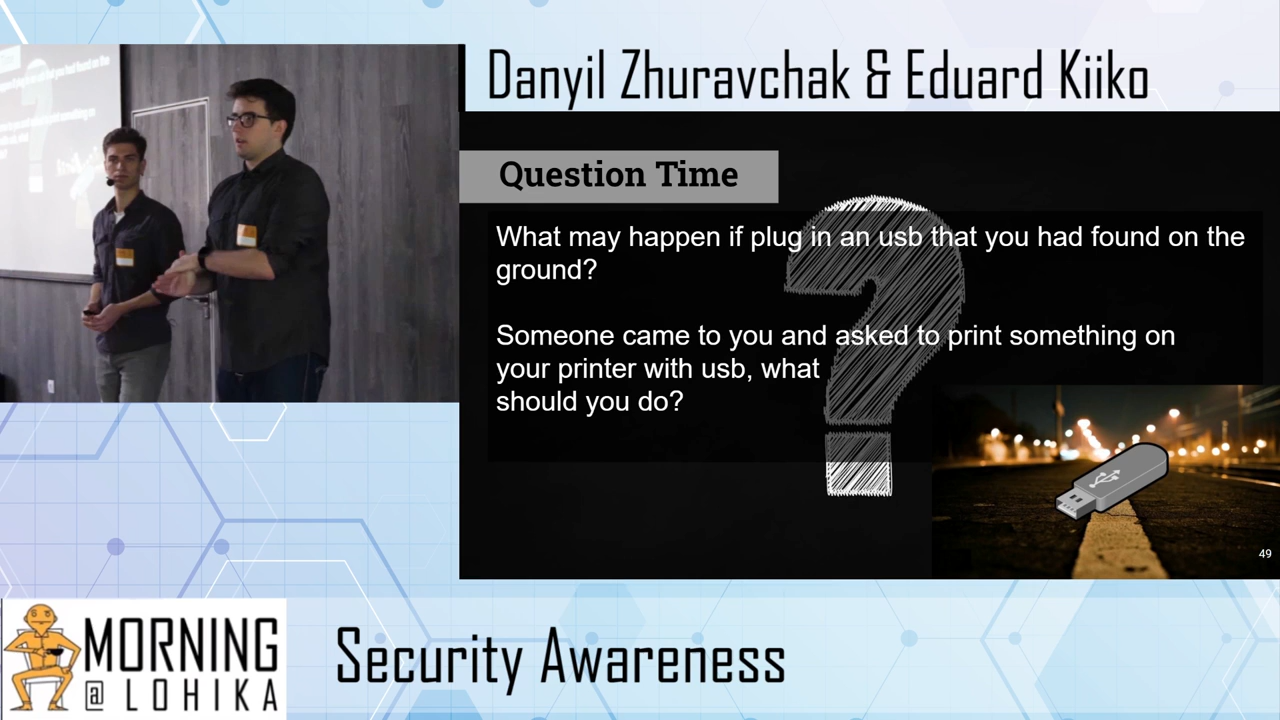 Danyil Zhuravchak & Eduard Kiiko
Question Time
What may happen if plug in an usb that you had found on the
ground?
Someone came to you and asked to print something on
your printer with usb, what
should you do?
49
MORNING
@ LOHIKA
Security Awareness